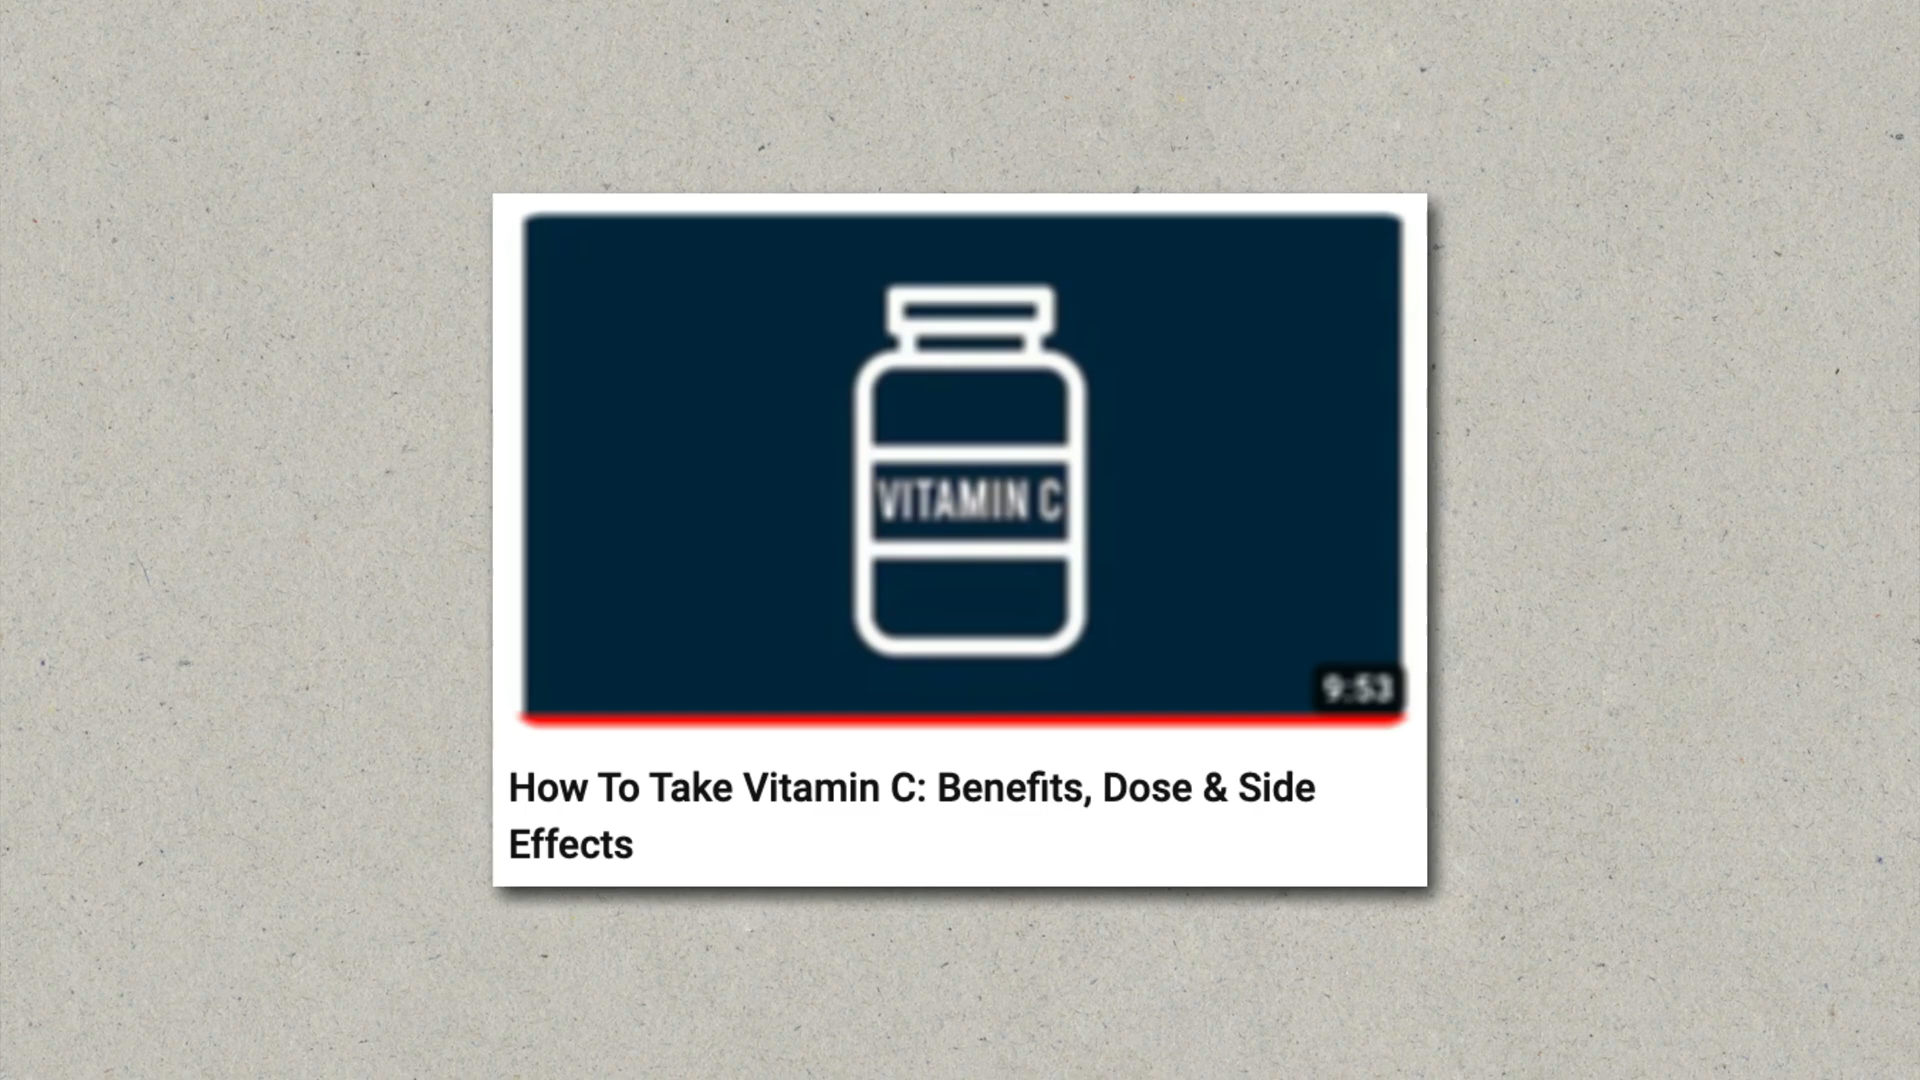 VITAMIN C
9:53
How To Take Vitamin C: Benefits, Dose & Side
Effects